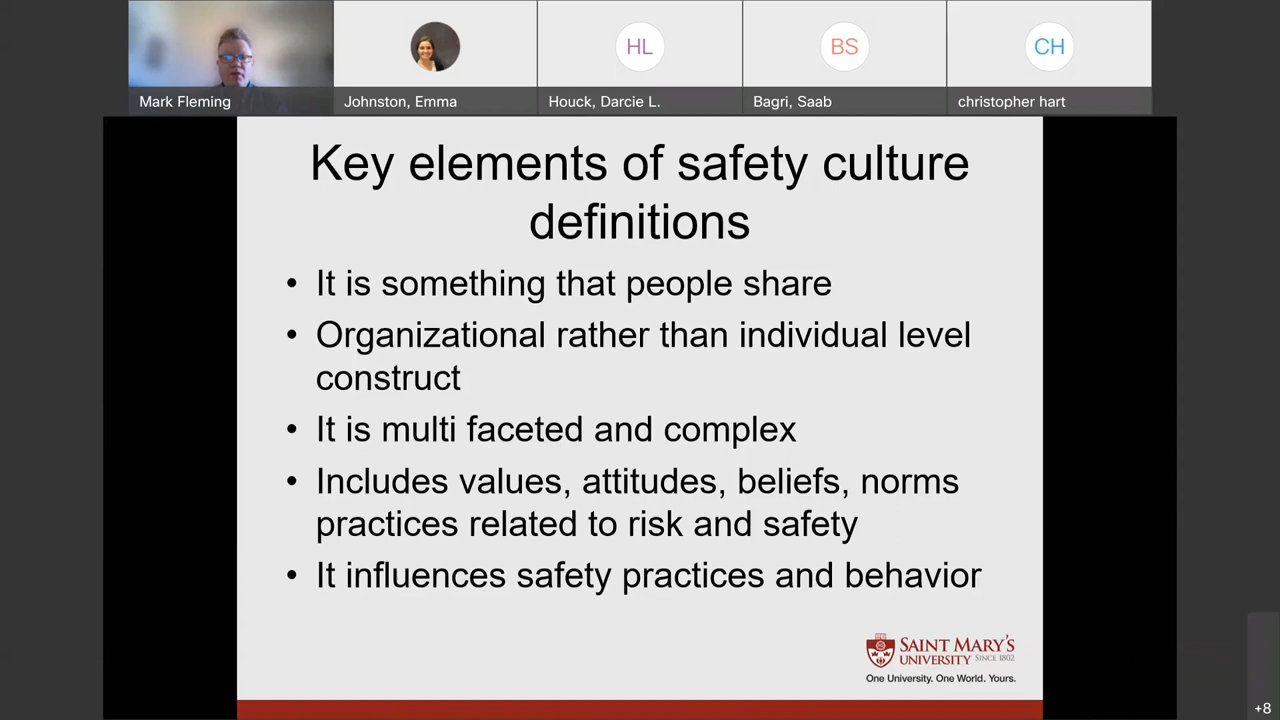 HL
BS
CH
Mark Fleming
Johnston, Emma
Houck, Darcie L.
Bagri, Saab
christopher hart
Key elements of safety culture
definitions
• It is something that people share
• Organizational rather than individual level
construct
• It is multi faceted and complex
• Includes values, attitudes, beliefs, norms
practices related to risk and safety
• It influences safety practices and behavior
SAINT MARY'S
UNIVERSITY SINCE 1802
One University. One World. Yours.
+8